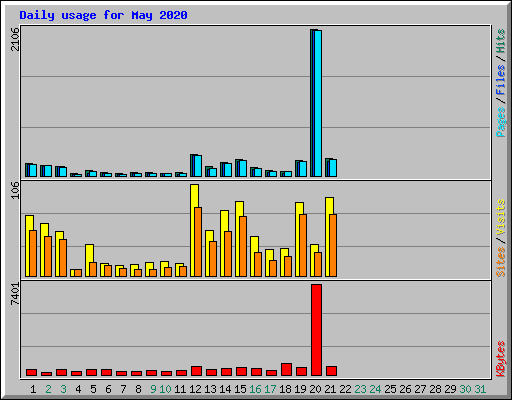 Daily usage for May 2020
2106
Pages / Files / Hits
106
Sites / Visits
7401
KBytes
1 2 3 4 5 6 7 8 9 10 11 12 13 14 15 16 17 18 19 20 21 22 23 24 25 26 27 28 29 30 31